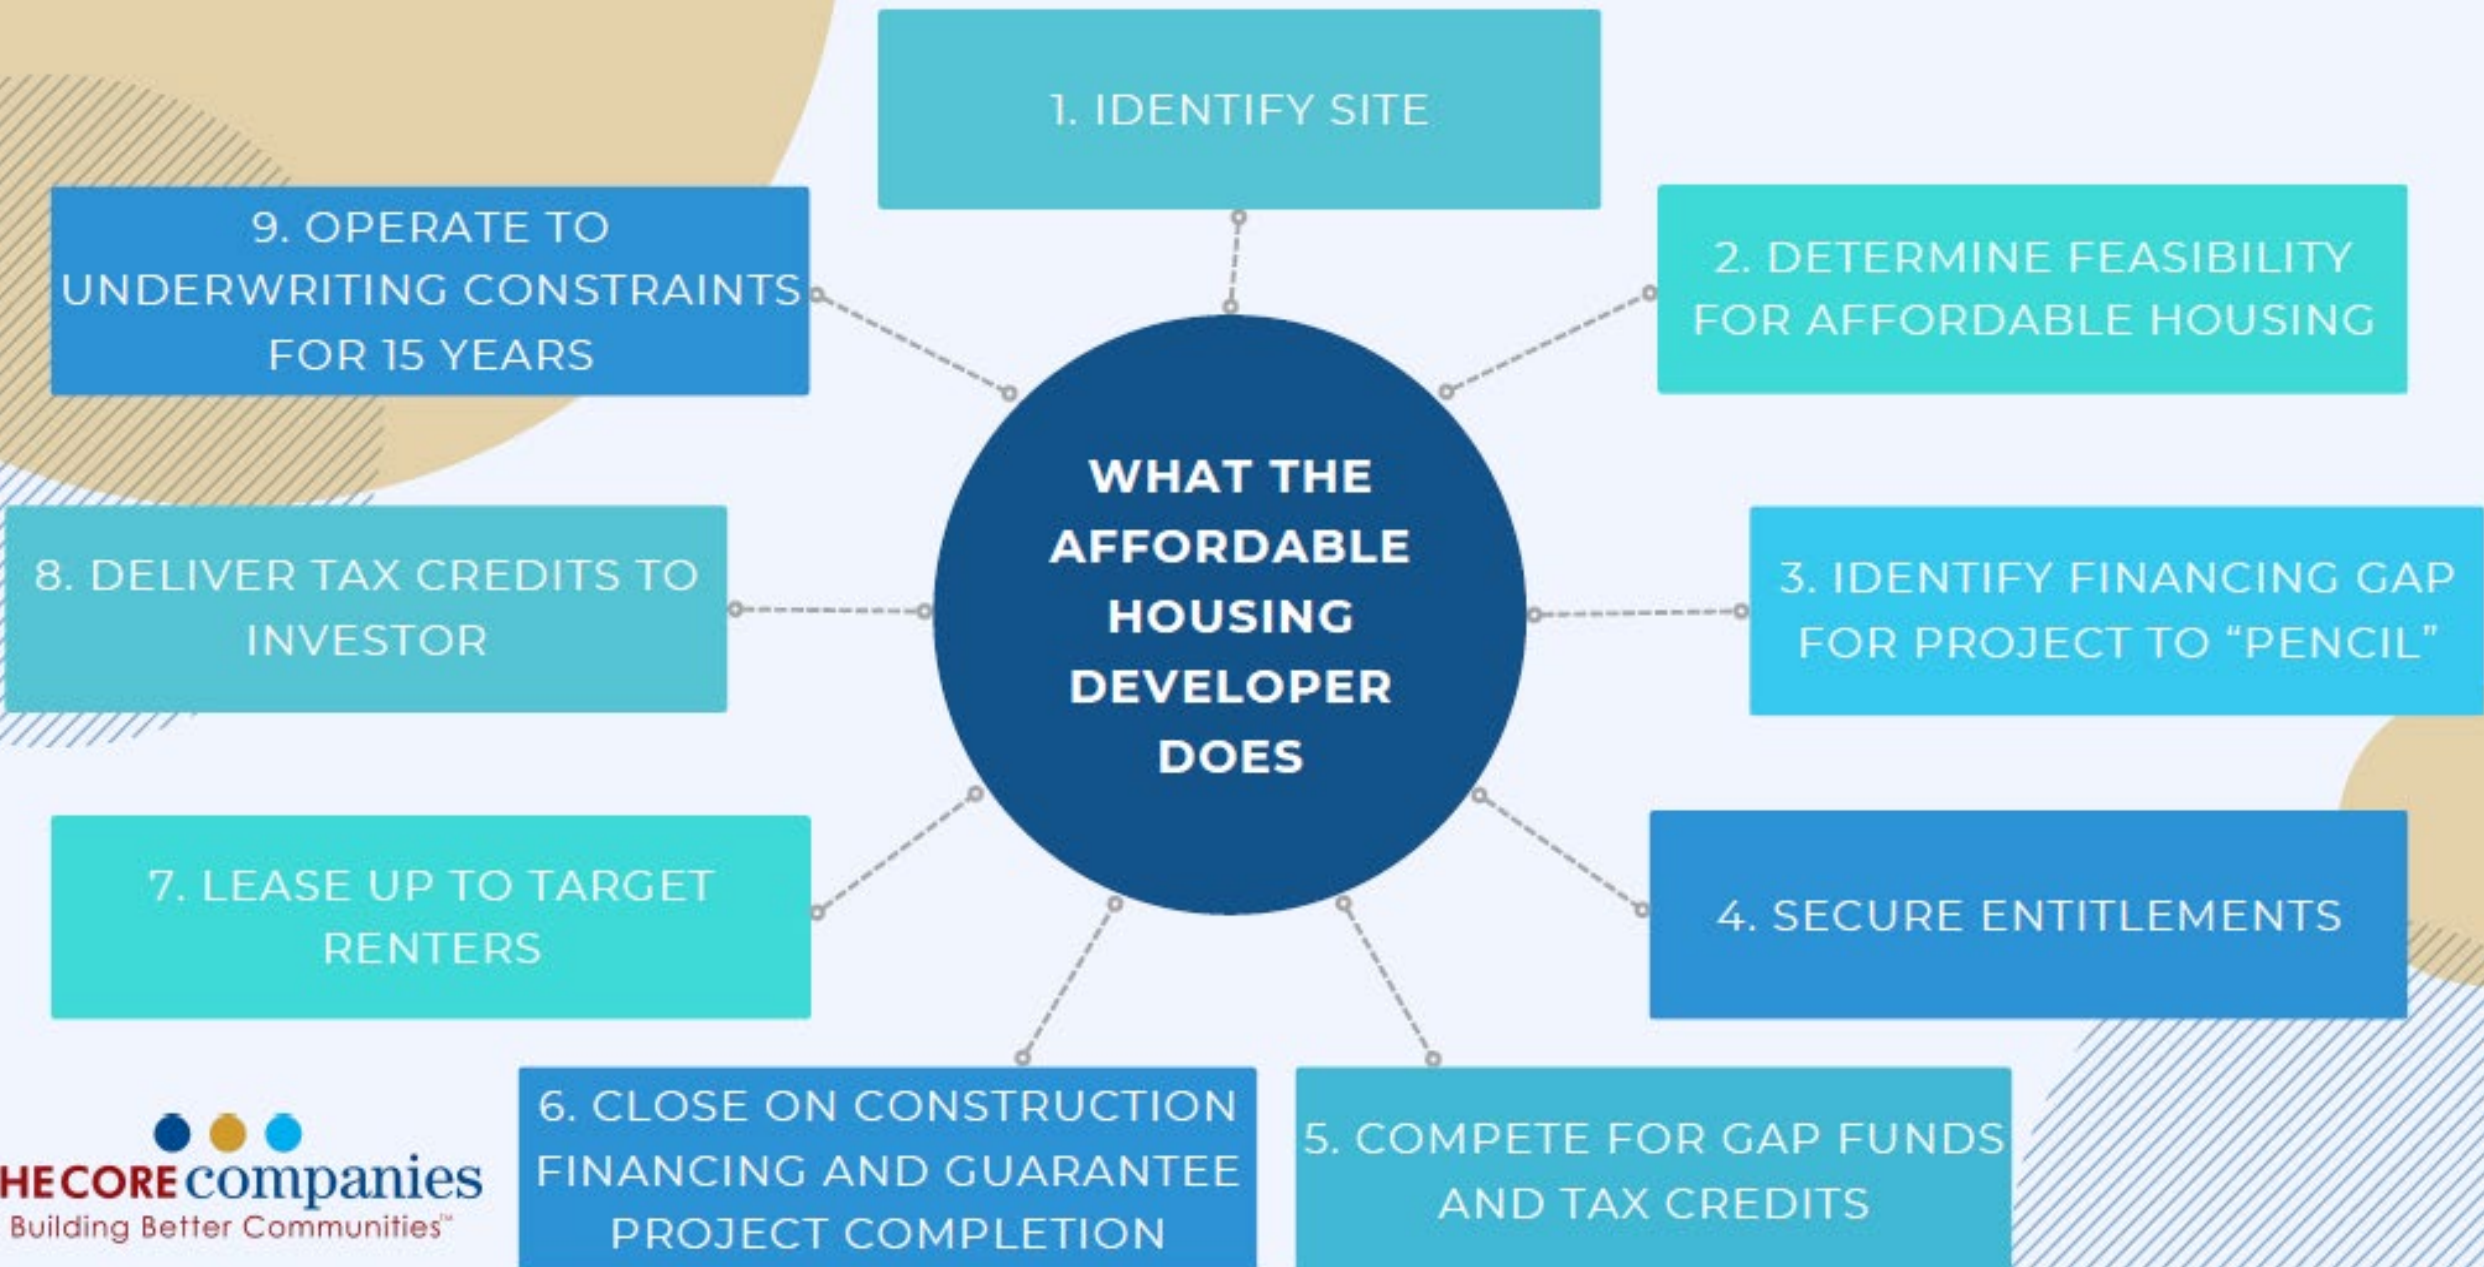 1. IDENTIFY SITE
2. DETERMINE FEASIBILITY
FOR AFFORDABLE HOUSING
3. IDENTIFY FINANCING GAP
FOR PROJECT TO “PENCIL”
4. SECURE ENTITLEMENTS
5. COMPETE FOR GAP FUNDS
AND TAX CREDITS
6. CLOSE ON CONSTRUCTION
FINANCING AND GUARANTEE
PROJECT COMPLETION
7. LEASE UP TO TARGET
RENTERS
8. DELIVER TAX CREDITS TO
INVESTOR
9. OPERATE TO
UNDERWRITING CONSTRAINTS
FOR 15 YEARS
WHAT THE
AFFORDABLE
HOUSING
DEVELOPER
DOES
HECORE companies
Building Better Communities™